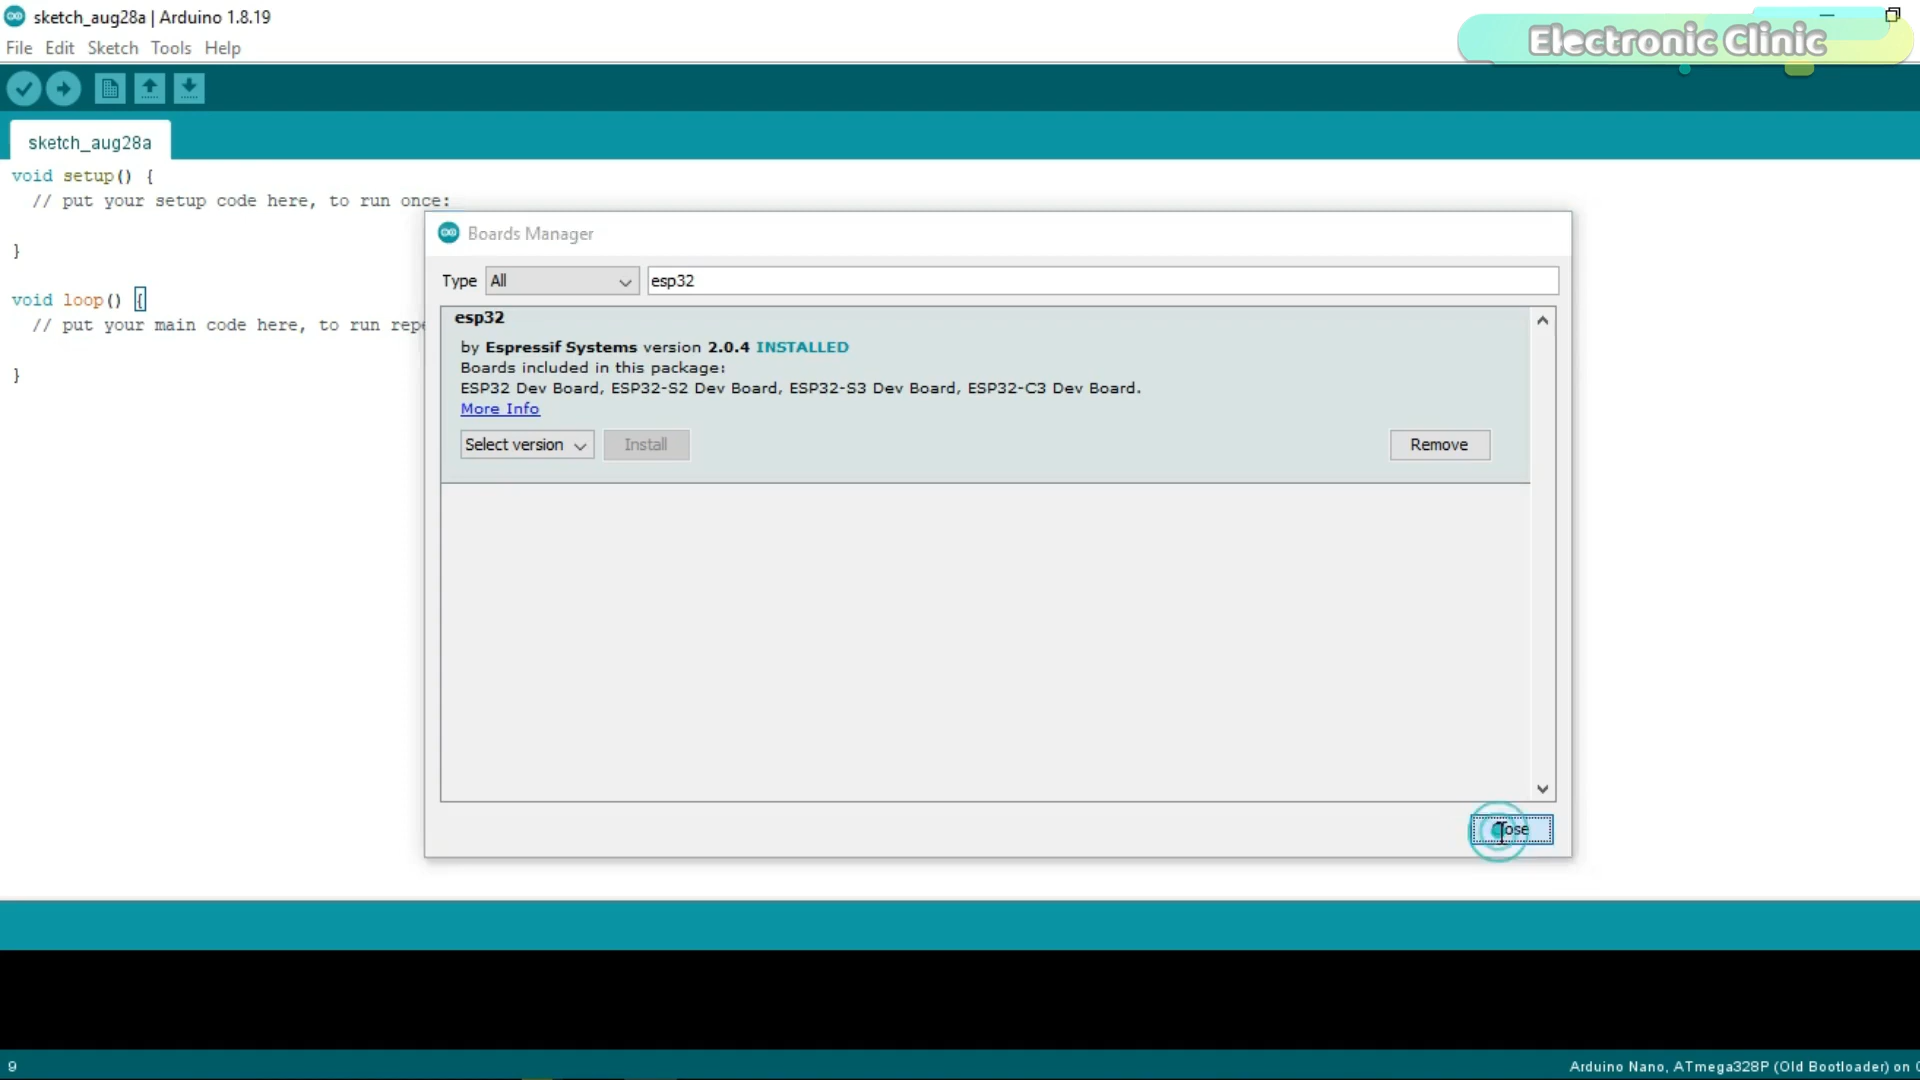 sketch_aug28a | Arduino 1.8.19
File Edit Sketch Tools Help
Electronic Clinic
sketch_aug28a
void setup() {
// put your setup code here, to run once:
}
void loop() {
// put your main code here, to run repe
}
Boards Manager
Type All esp32
esp32
by Espressif Systems version 2.0.4 INSTALLED
Boards included in this package:
ESP32 Dev Board, ESP32-S2 Dev Board, ESP32-S3 Dev Board, ESP32-C3 Dev Board.
More Info
Select version Install Remove
Close
9 Arduino Nano, ATmega328P (Old Bootloader) on